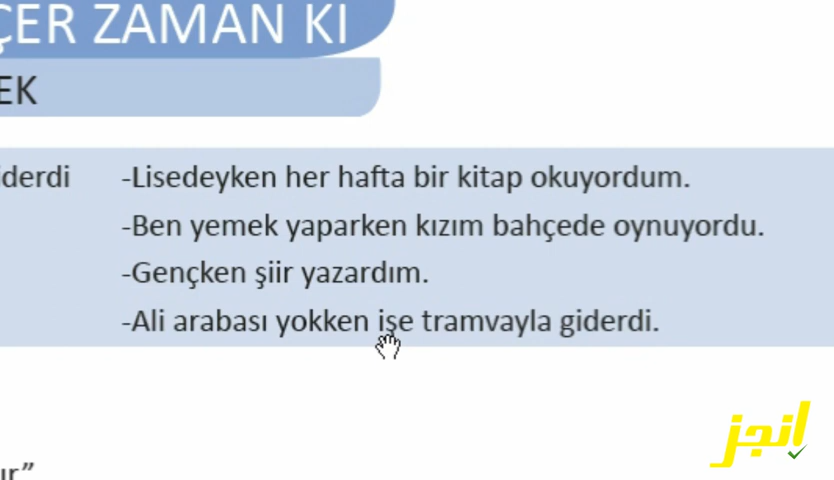 ÇER ZAMAN KI
EK
iderdi
-Lisedeyken her hafta bir kitap okuyordum.
-Ben yemek yaparken kızım bahçede oynuyordu.
-Gençken şiir yazardım.
-Ali arabası yokken işe tramvayla giderdi.
ır”
انجز